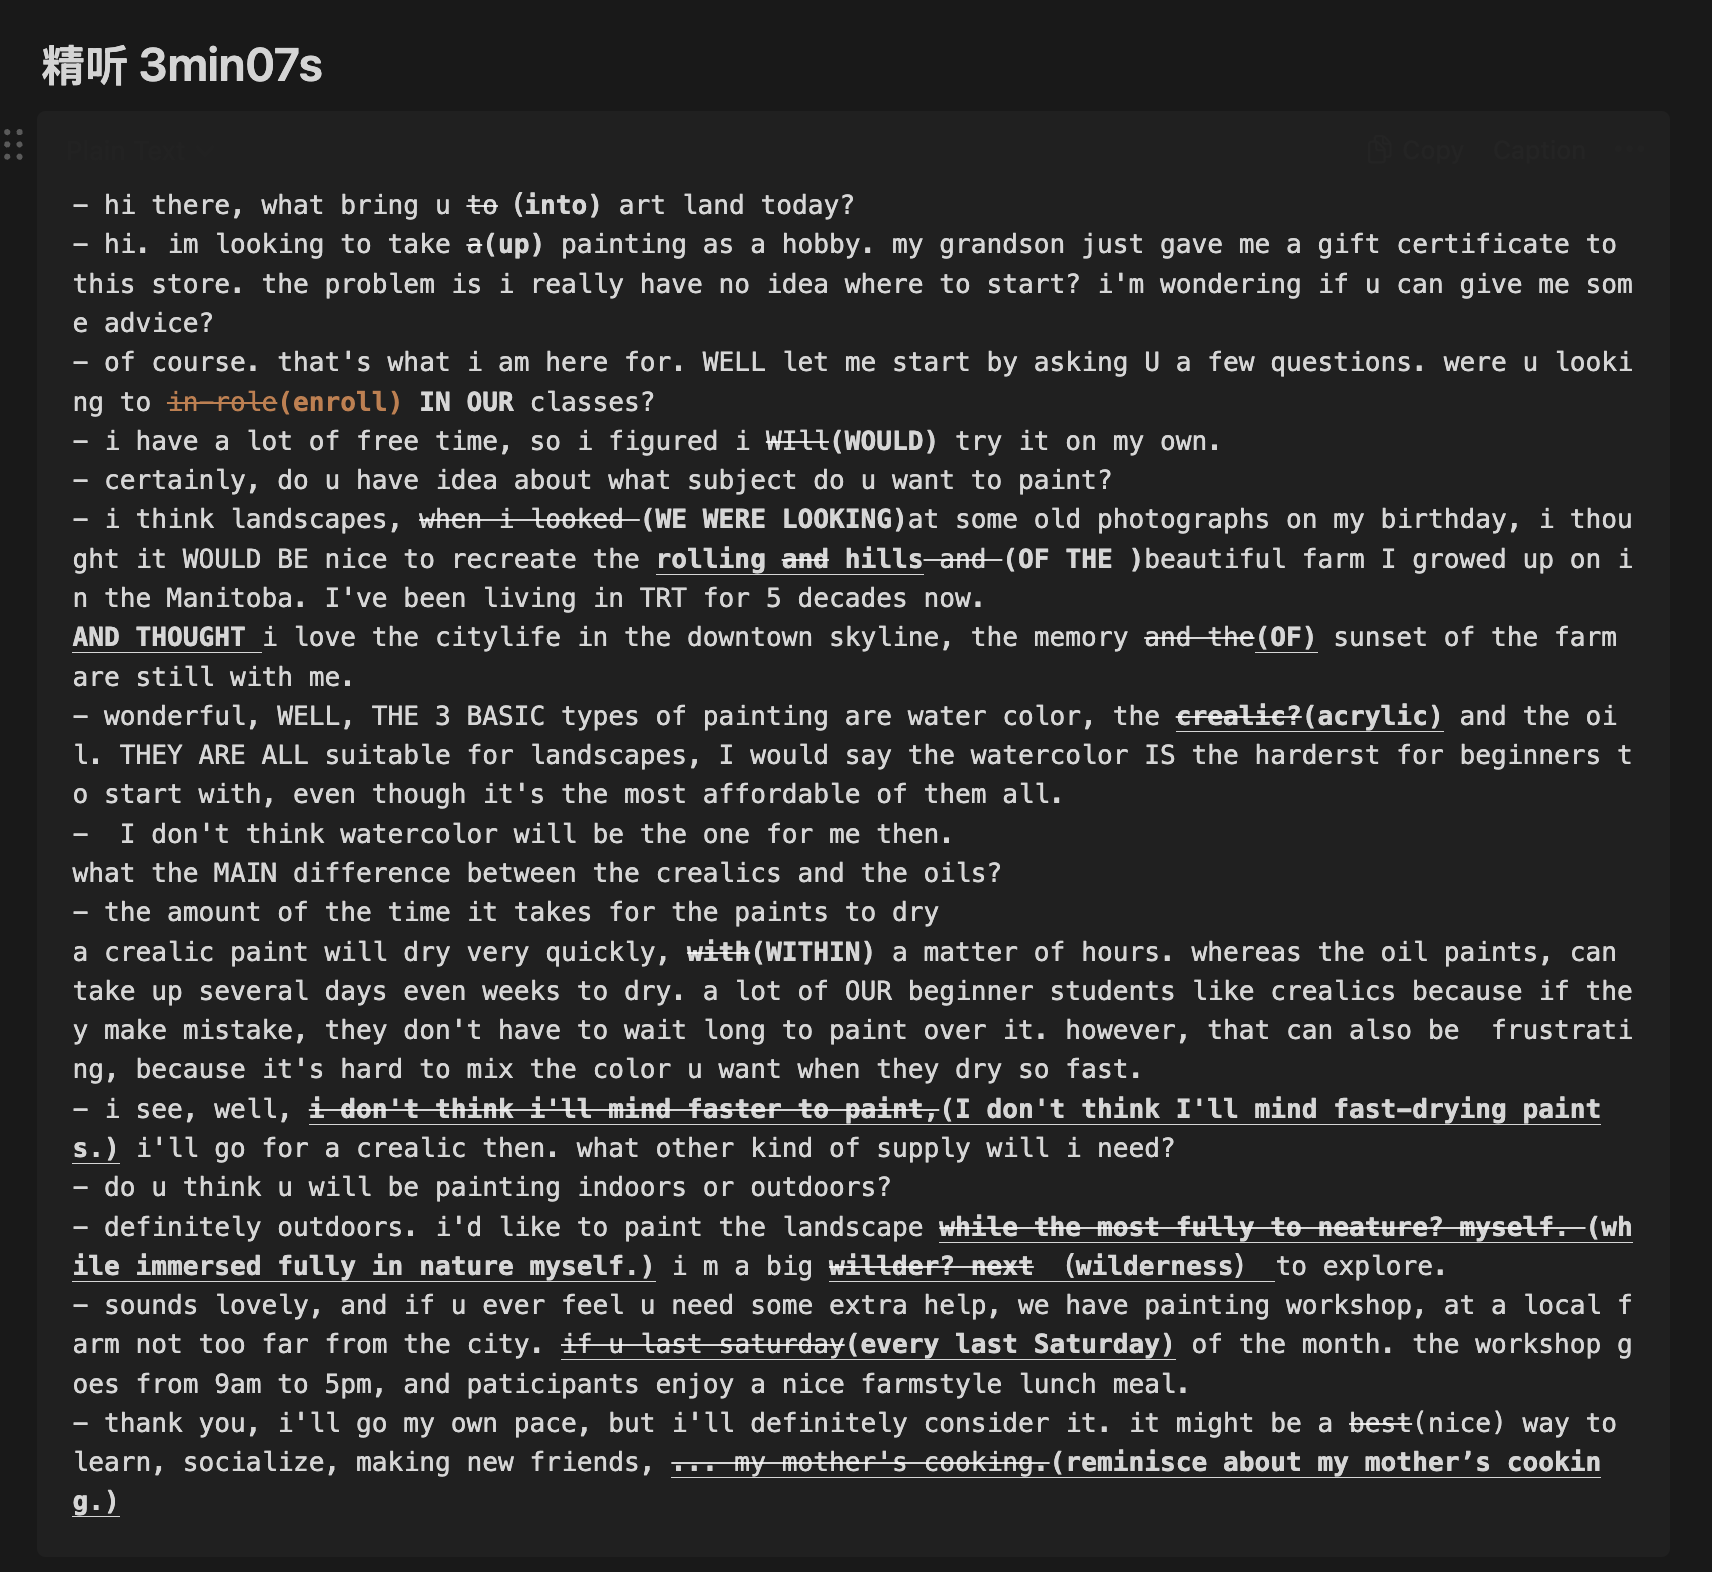 精听 3min07s
Plain Text
Copy Caption ...
— hi there, what bring u to (into) art land today?
— hi. im looking to take a(up) painting as a hobby. my grandson just gave me a gift certificate to
this store. the problem is i really have no idea where to start? i'm wondering if u can give me som
e advice?
— of course. that's what i am here for. WELL let me start by asking U a few questions. were u looki
ng to in-role(enroll) IN OUR classes?
— i have a lot of free time, so i figured i WIll(WOULD) try it on my own.
— certainly, do u have idea about what subject do u want to paint?
— i think landscapes, when i looked (WE WERE LOOKING)at some old photographs on my birthday, i thou
ght it WOULD BE nice to recreate the rolling and hills and (OF THE )beautiful farm I growed up on i
n the Manitoba. I've been living in TRT for 5 decades now.
AND THOUGHT i love the citylife in the downtown skyline, the memory and the(OF) sunset of the farm
are still with me.
— wonderful, WELL, THE 3 BASIC types of painting are water color, the crealic?(acrylic) and the oi
l. THEY ARE ALL suitable for landscapes, I would say the watercolor IS the harderst for beginners t
o start with, even though it's the most affordable of them all.
—  I don't think watercolor will be the one for me then.
what the MAIN difference between the crealics and the oils?
— the amount of the time it takes for the paints to dry
a crealic paint will dry very quickly, with(WITHIN) a matter of hours. whereas the oil paints, can
take up several days even weeks to dry. a lot of OUR beginner students like crealics because if the
y make mistake, they don't have to wait long to paint over it. however, that can also be  frustrati
ng, because it's hard to mix the color u want when they dry so fast.
— i see, well, i don't think i'll mind faster to paint,(I don't think I'll mind fast-drying paint
s.) i'll go for a crealic then. what other kind of supply will i need?
— do u think u will be painting indoors or outdoors?
— definitely outdoors. i'd like to paint the landscape while the most fully to neature? myself. (wh
ile immersed fully in nature myself.) i m a big willder? next  (wilderness) to explore.
— sounds lovely, and if u ever feel u need some extra help, we have painting workshop, at a local f
arm not too far from the city. if u last saturday(every last Saturday) of the month. the workshop g
oes from 9am to 5pm, and paticipants enjoy a nice farmstyle lunch meal.
— thank you, i'll go my own pace, but i'll definitely consider it. it might be a best(nice) way to
learn, socialize, making new friends, ... my mother's cooking.(reminisce about my mother’s cookin
g.)